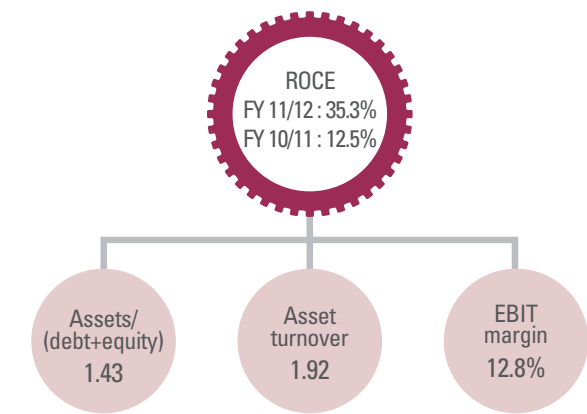 ROCE
FY 11/12 : 35.3%
FY 10/11 : 12.5%
Assets/
(debt+equity)
1.43
Asset
turnover
1.92
EBIT
margin
12.8%